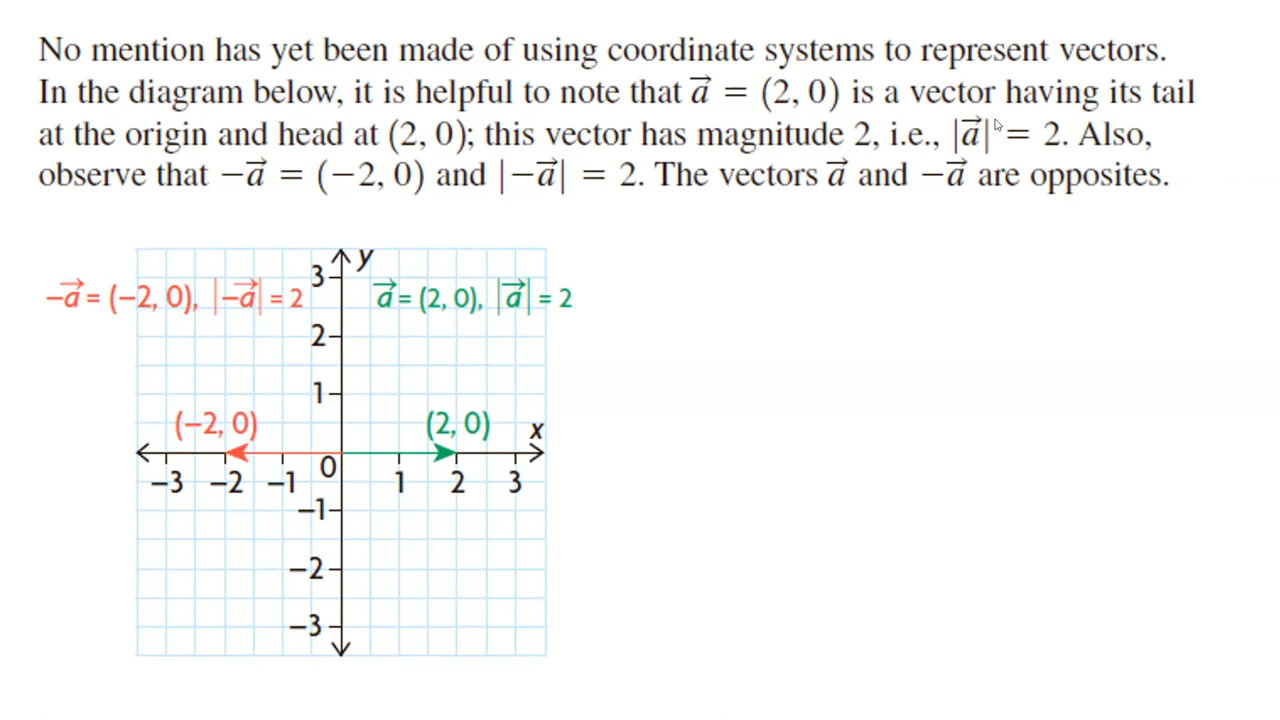 No mention has yet been made of using coordinate systems to represent vectors.
In the diagram below, it is helpful to note that a⃗ = (2, 0) is a vector having its tail
at the origin and head at (2, 0); this vector has magnitude 2, i.e., |a⃗| = 2. Also,
observe that −a⃗ = (−2, 0) and |−a⃗| = 2. The vectors a⃗ and −a⃗ are opposites.
y
3
−a⃗ = (−2, 0), |−a⃗| = 2
a⃗ = (2, 0), |a⃗| = 2
2
1
(−2, 0)
(2, 0)
x
0
−3 −2 −1 1 2 3
−1
−2
−3